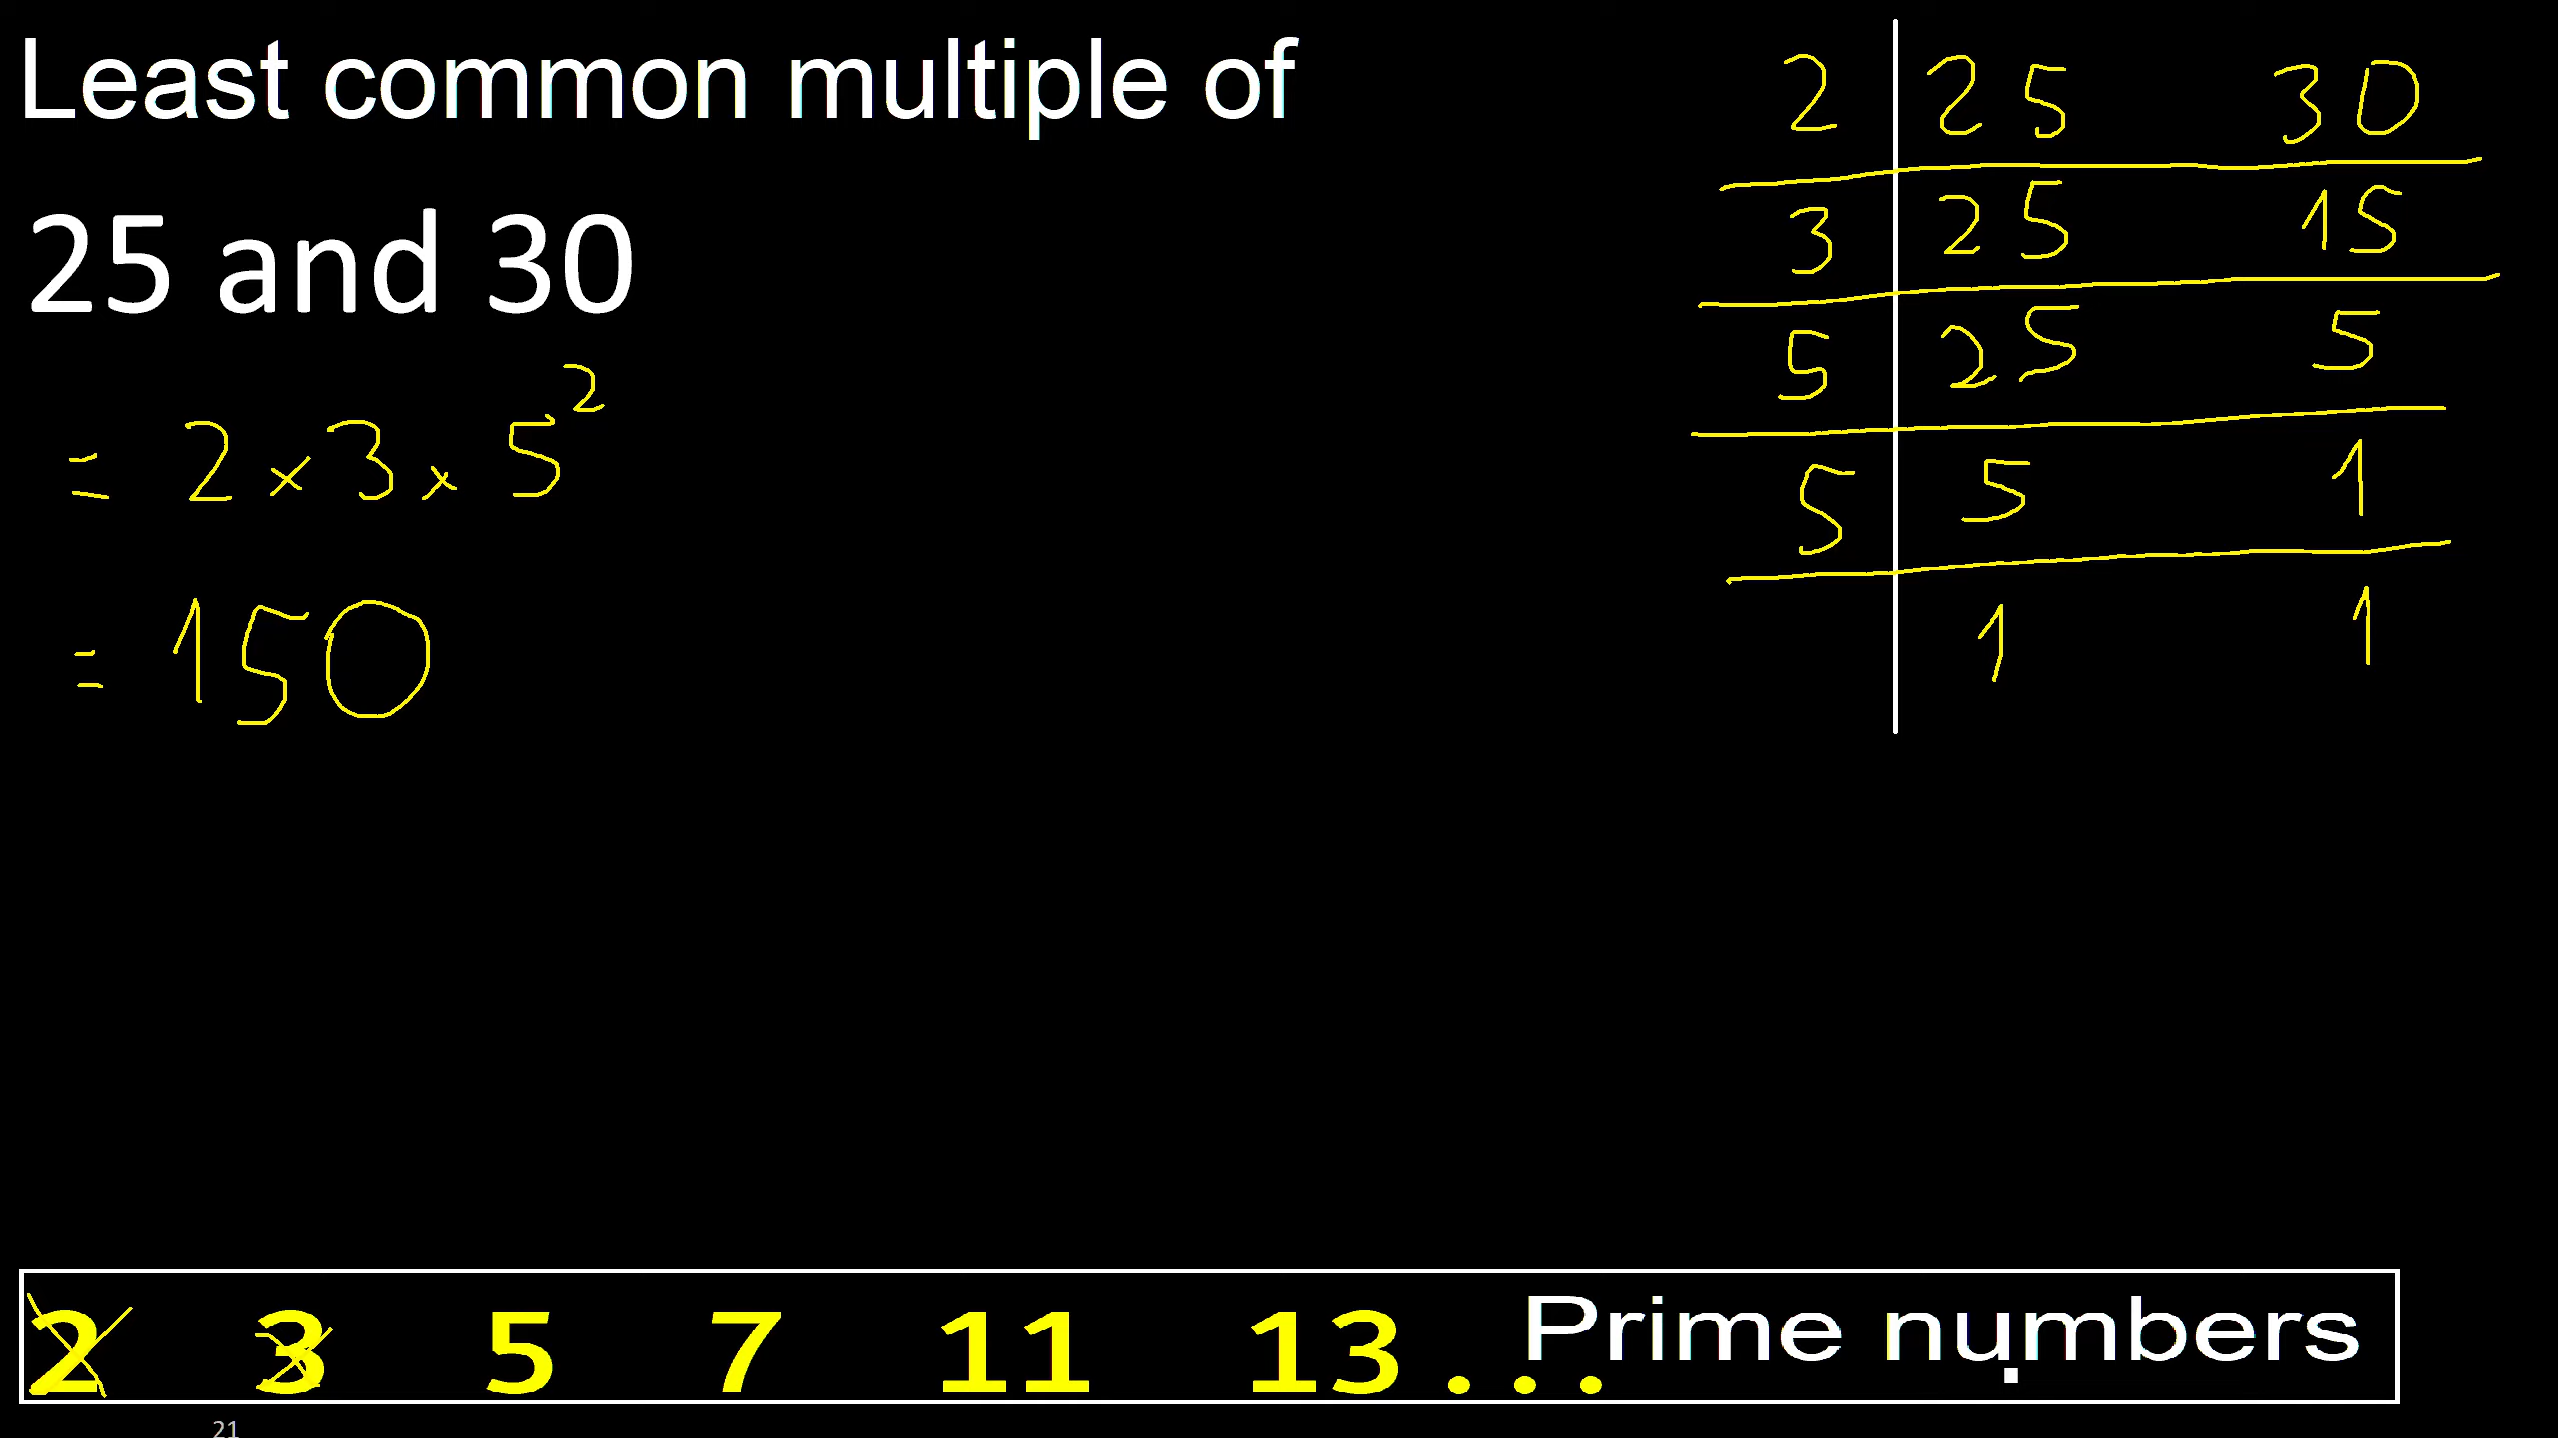 Least common multiple of
25 and 30
= 2 × 3 × 5²
= 150
2 25 30
3 25 15
5 25 5
5 5 1
1 1
2 3 5 7 11 13 ... Prime numbers
21